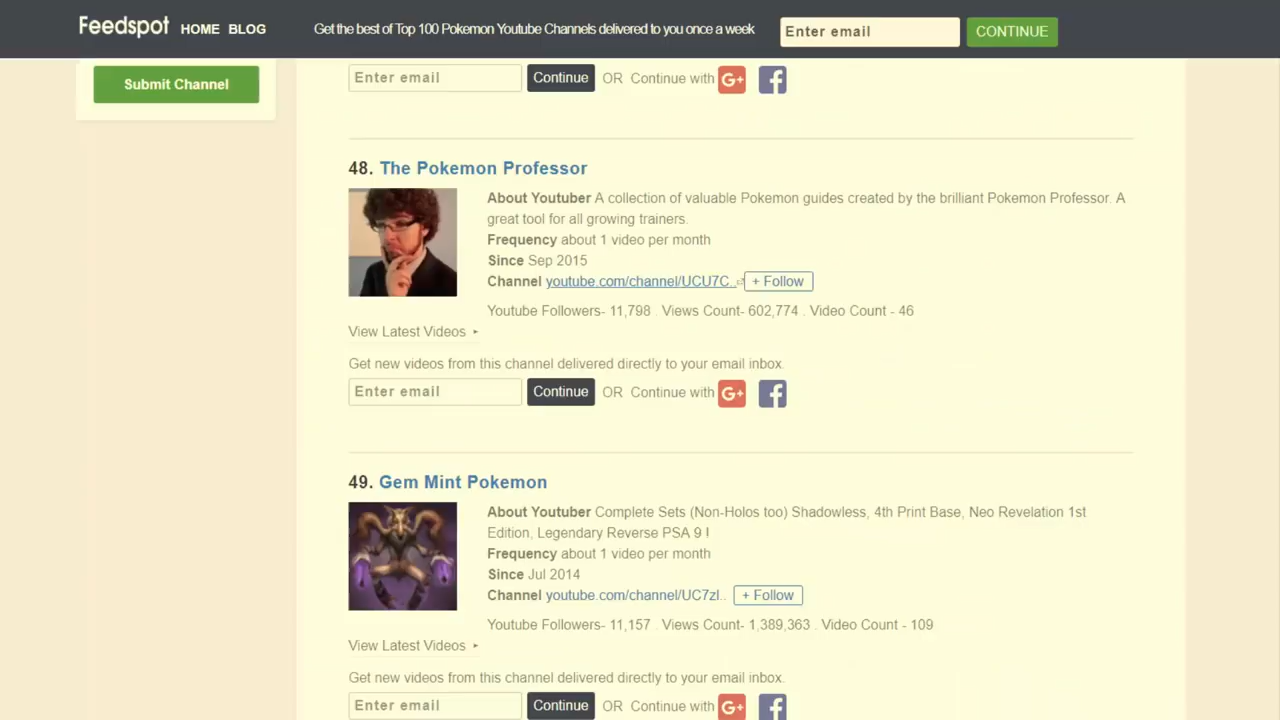 Feedspot HOME BLOG Get the best of Top 100 Pokemon Youtube Channels delivered to you once a week Enter email CONTINUE
Submit Channel
Enter email Continue OR Continue with G+ f
48. The Pokemon Professor
About Youtuber A collection of valuable Pokemon guides created by the brilliant Pokemon Professor. A
great tool for all growing trainers.
Frequency about 1 video per month
Since Sep 2015
Channel youtube.com/channel/UCU7C.. + Follow
Youtube Followers- 11,798 . Views Count- 602,774 . Video Count - 46
View Latest Videos ▸
Get new videos from this channel delivered directly to your email inbox.
Enter email Continue OR Continue with G+ f
49. Gem Mint Pokemon
About Youtuber Complete Sets (Non-Holos too) Shadowless, 4th Print Base, Neo Revelation 1st
Edition, Legendary Reverse PSA 9 !
Frequency about 1 video per month
Since Jul 2014
Channel youtube.com/channel/UC7zl.. + Follow
Youtube Followers- 11,157 . Views Count- 1,389,363 . Video Count - 109
View Latest Videos ▸
Get new videos from this channel delivered directly to your email inbox.
Enter email Continue OR Continue with G+ f